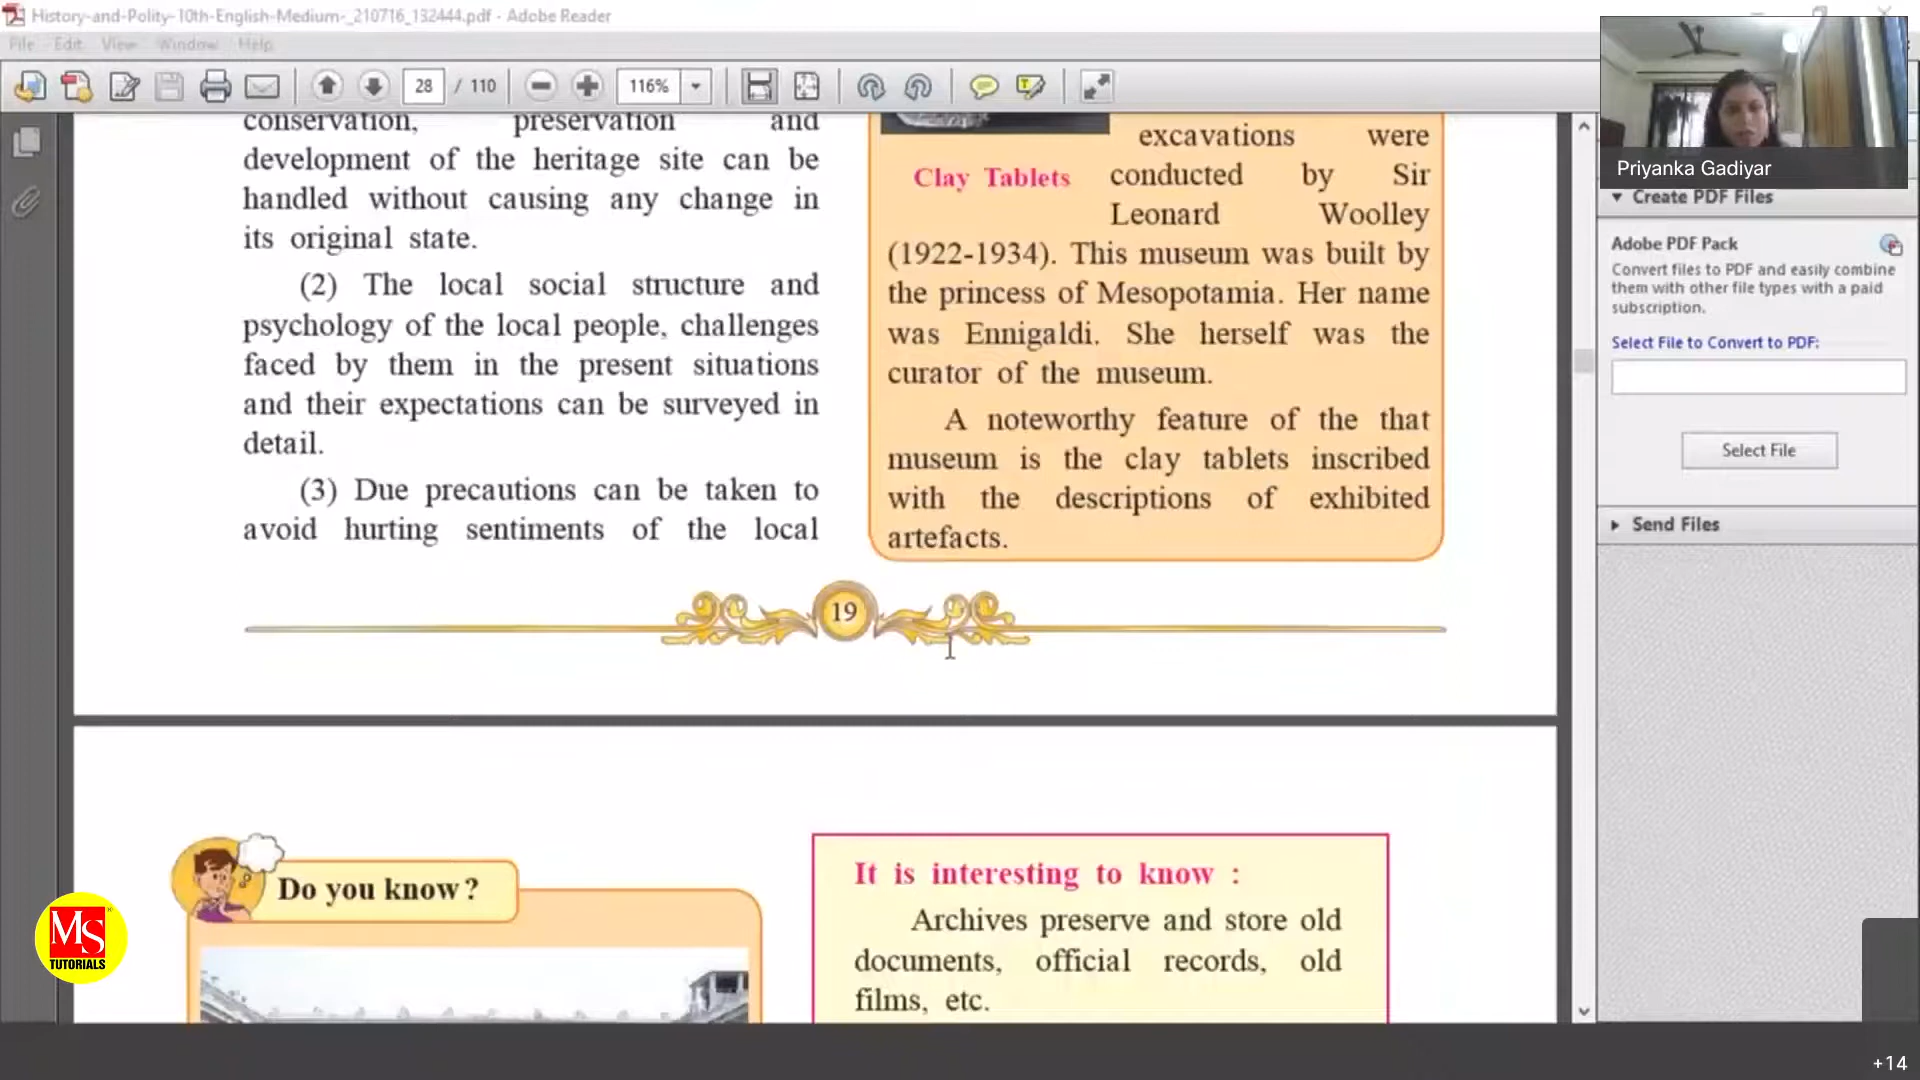 History-and-Polity-10th-English-Medium-_210716_132444.pdf - Adobe Reader
File Edit View Window Help
28 / 110
116%
conservation, preservation and
development of the heritage site can be
handled without causing any change in
its original state.
(2) The local social structure and
psychology of the local people, challenges
faced by them in the present situations
and their expectations can be surveyed in
detail.
(3) Due precautions can be taken to
avoid hurting sentiments of the local
Clay Tablets
excavations were
conducted by Sir
Leonard Woolley
(1922-1934). This museum was built by
the princess of Mesopotamia. Her name
was Ennigaldi. She herself was the
curator of the museum.
A noteworthy feature of the that
museum is the clay tablets inscribed
with the descriptions of exhibited
artefacts.
19
Do you know?
It is interesting to know :
Archives preserve and store old
documents, official records, old
films, etc.
MS
TUTORIALS
Priyanka Gadiyar
Create PDF Files
Adobe PDF Pack
Convert files to PDF and easily combine
them with other file types with a paid
subscription.
Select File to Convert to PDF:
Select File
Send Files
+14